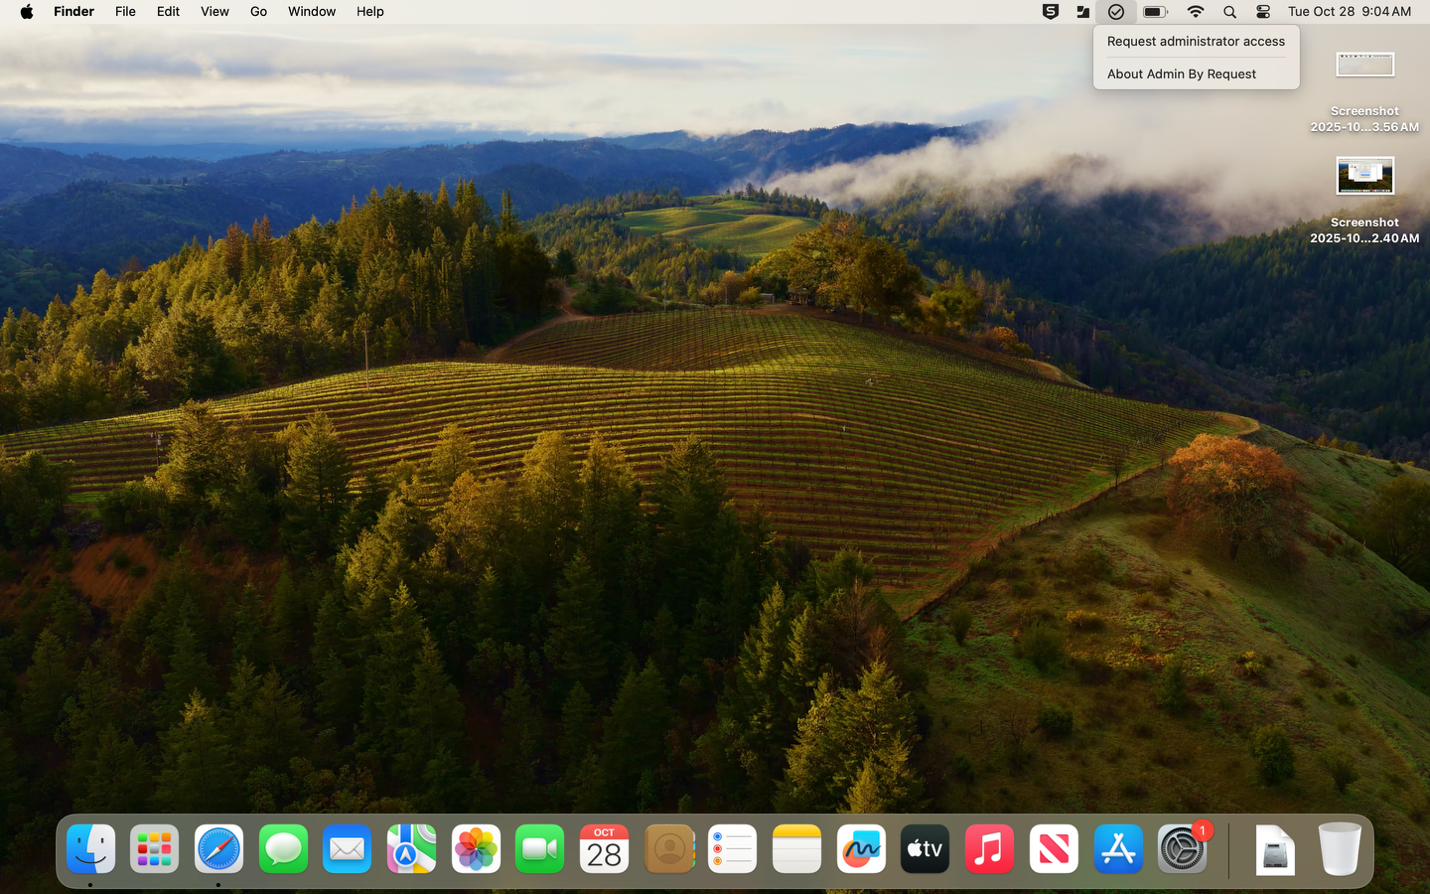 Finder File Edit View Go Window Help Tue Oct 28 9:04 AM
Request administrator access
About Admin By Request
Screenshot
2025-10...3.56 AM
Screenshot
2025-10...2.40 AM
OCT
28
tv
1